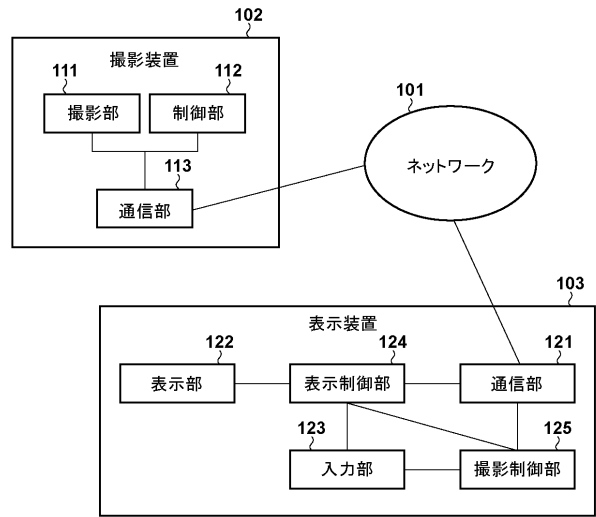 102
撮影装置
111
112
撮影部
制御部
113
通信部
101
ネットワーク
103
表示装置
122
124
121
表示部
表示制御部
通信部
123
125
入力部
撮影制御部